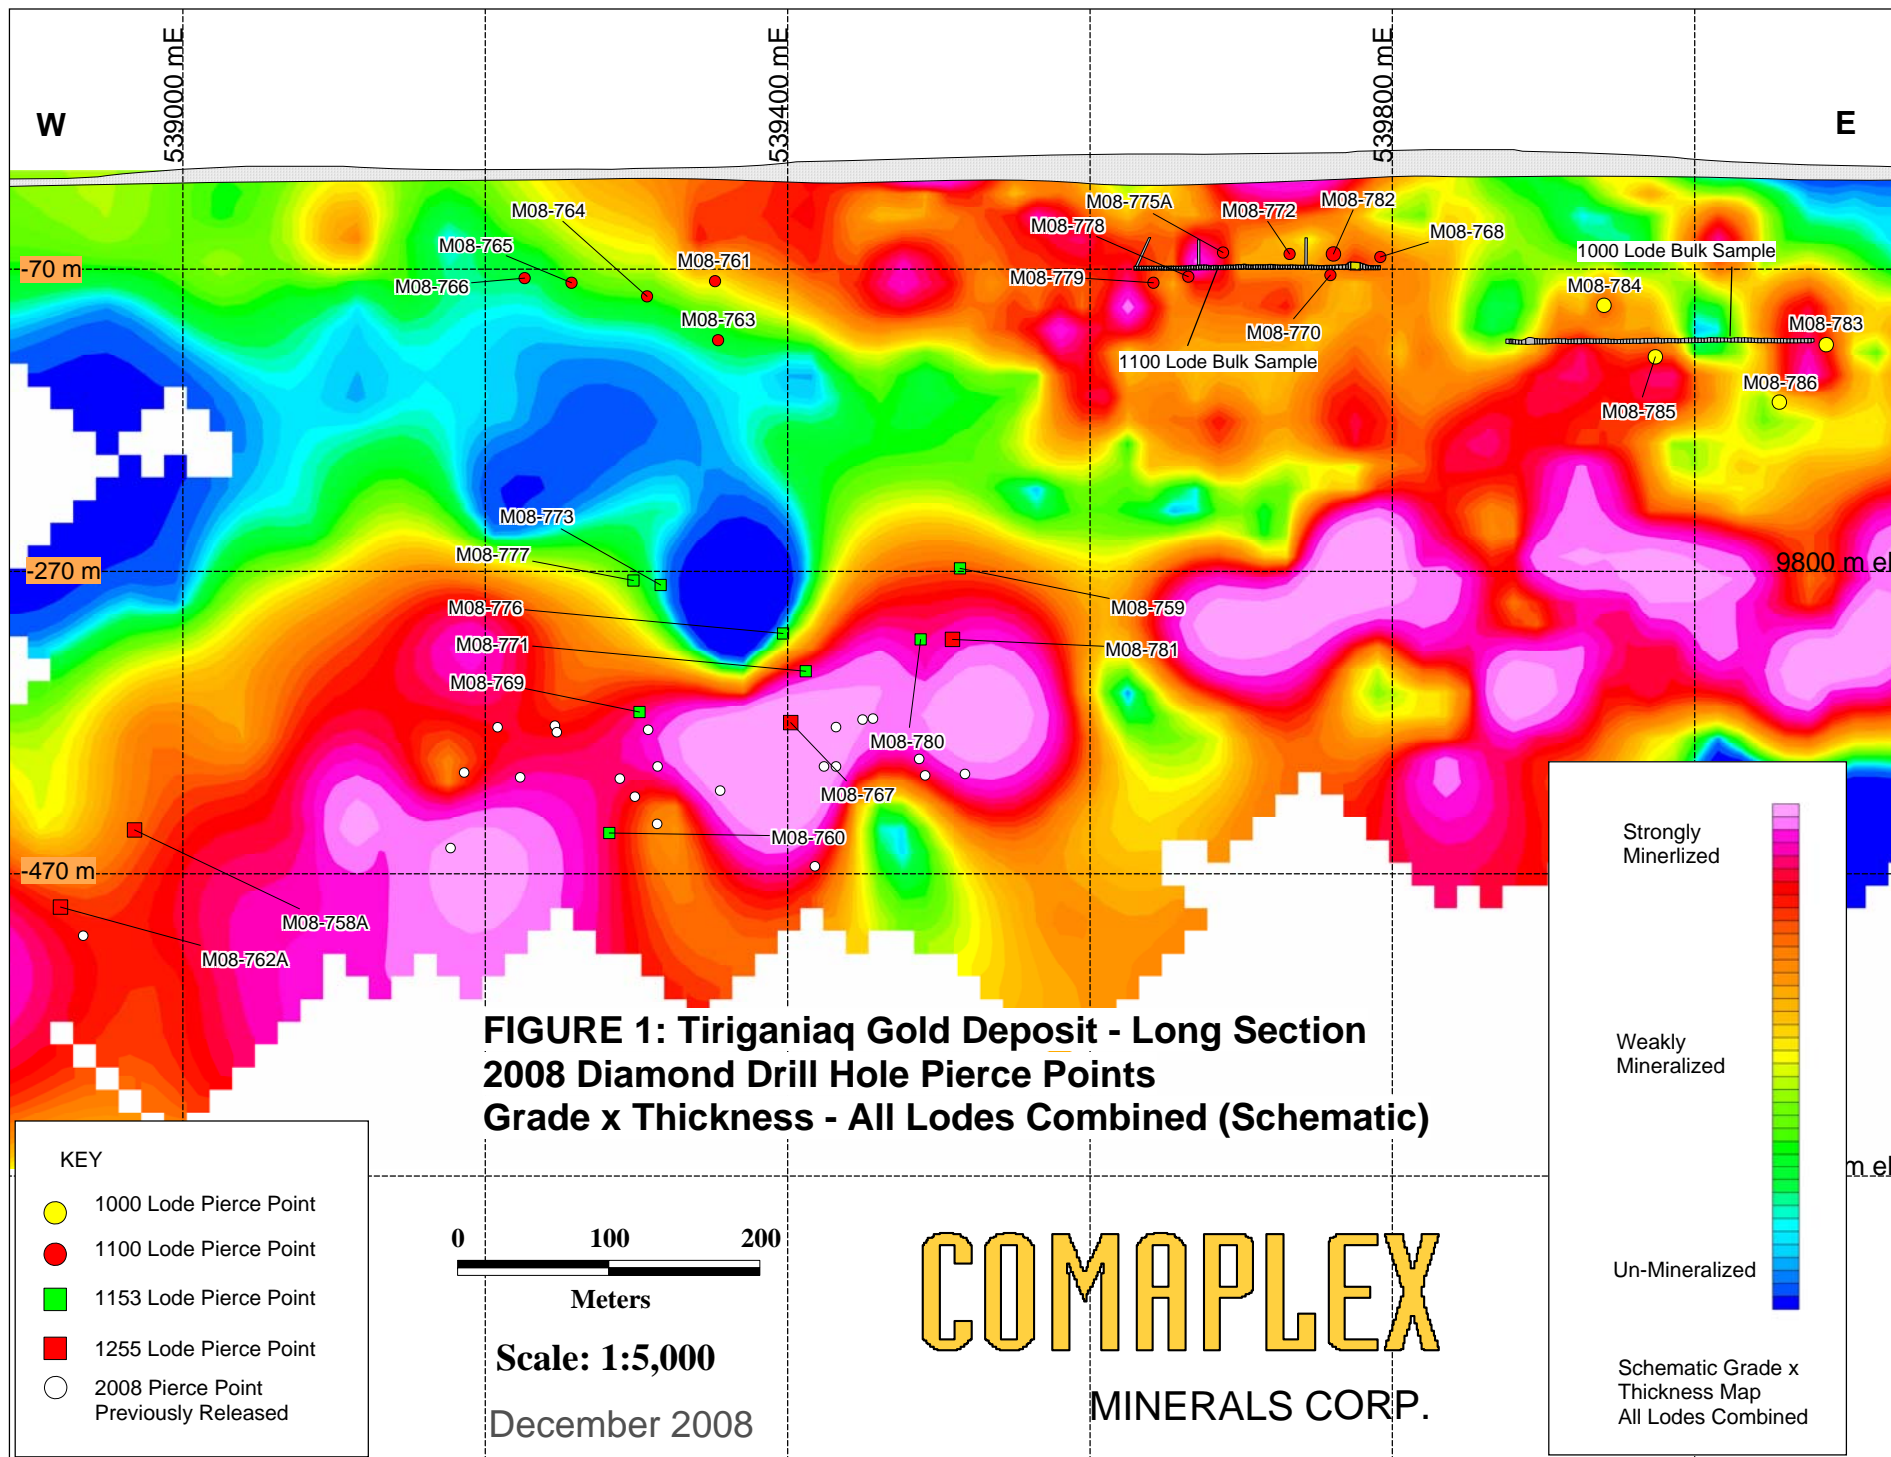 539000 mE
539400 mE
539800 mE
W
E
M08-764
M08-775A
M08-772
M08-782
M08-778
M08-768
M08-765
M08-761
1000 Lode Bulk Sample
-70 m
M08-766
M08-779
M08-784
M08-763
M08-770
M08-783
1100 Lode Bulk Sample
M08-786
M08-785
M08-773
M08-777
-270 m
9800 m el
M08-776
M08-759
M08-771
M08-781
M08-769
M08-780
M08-767
M08-760
-470 m
M08-758A
M08-762A
Strongly
Minerlized
Weakly
Mineralized
Un-Mineralized
Schematic Grade x
Thickness Map
All Lodes Combined
m el
FIGURE 1: Tiriganiaq Gold Deposit - Long Section
2008 Diamond Drill Hole Pierce Points
Grade x Thickness - All Lodes Combined (Schematic)
KEY
1000 Lode Pierce Point
1100 Lode Pierce Point
1153 Lode Pierce Point
1255 Lode Pierce Point
2008 Pierce Point
Previously Released
0 100 200
Meters
Scale: 1:5,000
December 2008
COMAPLEX
MINERALS CORP.